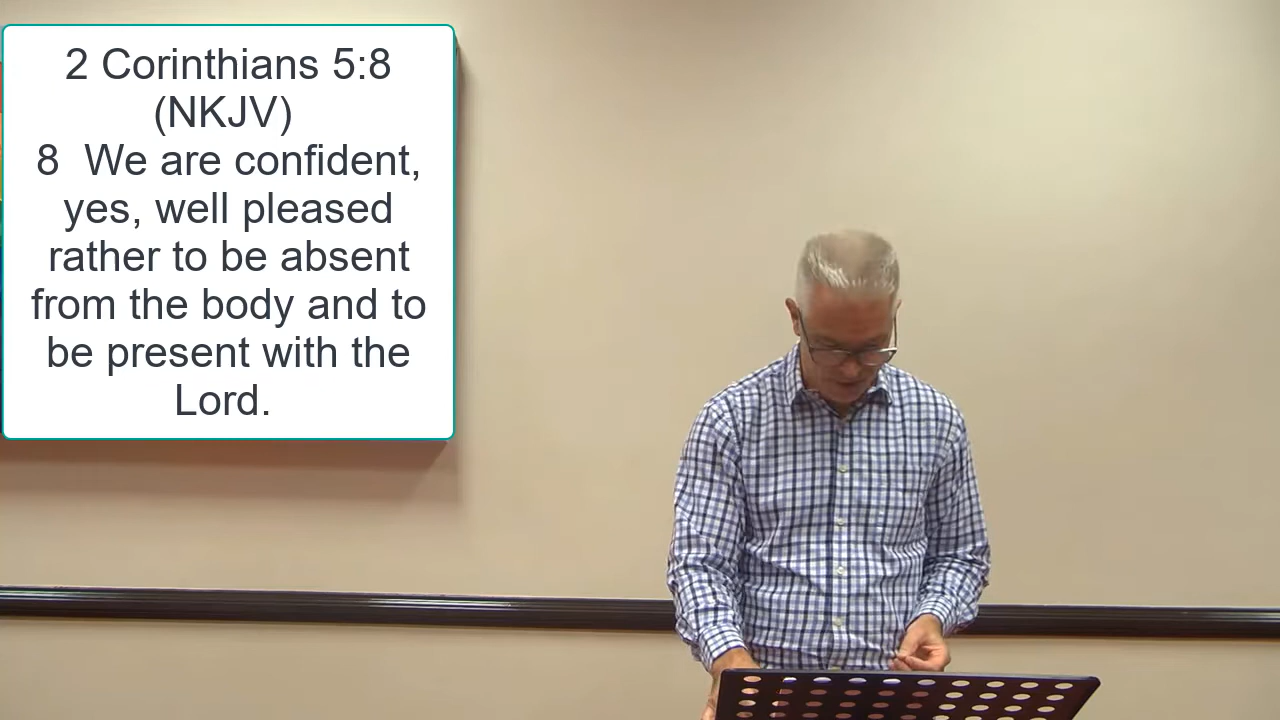 2 Corinthians 5:8
(NKJV)
8  We are confident,
yes, well pleased
rather to be absent
from the body and to
be present with the
Lord.